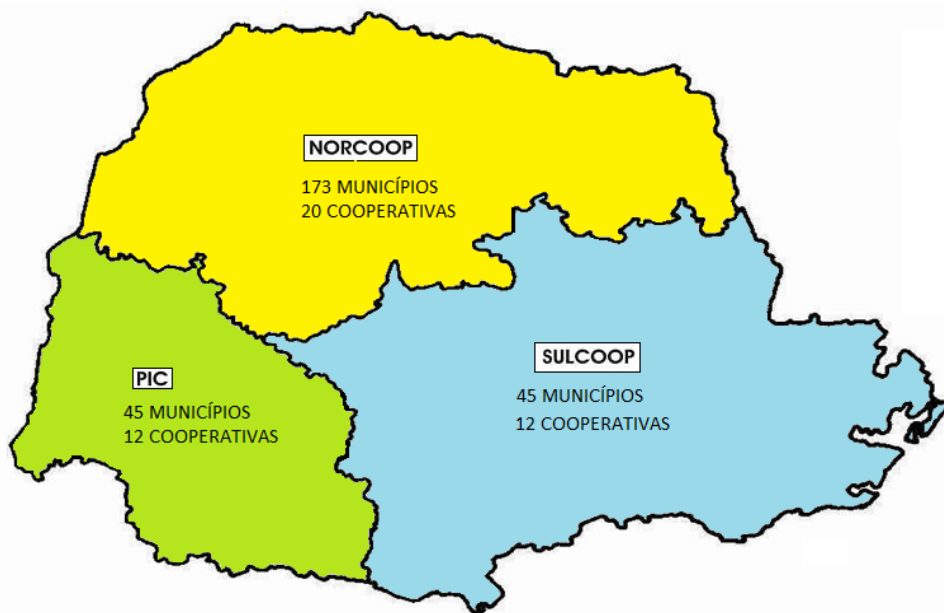 NORCOOP
173 MUNICÍPIOS
20 COOPERATIVAS
PIC
45 MUNICÍPIOS
12 COOPERATIVAS
SULCOOP
45 MUNICÍPIOS
12 COOPERATIVAS